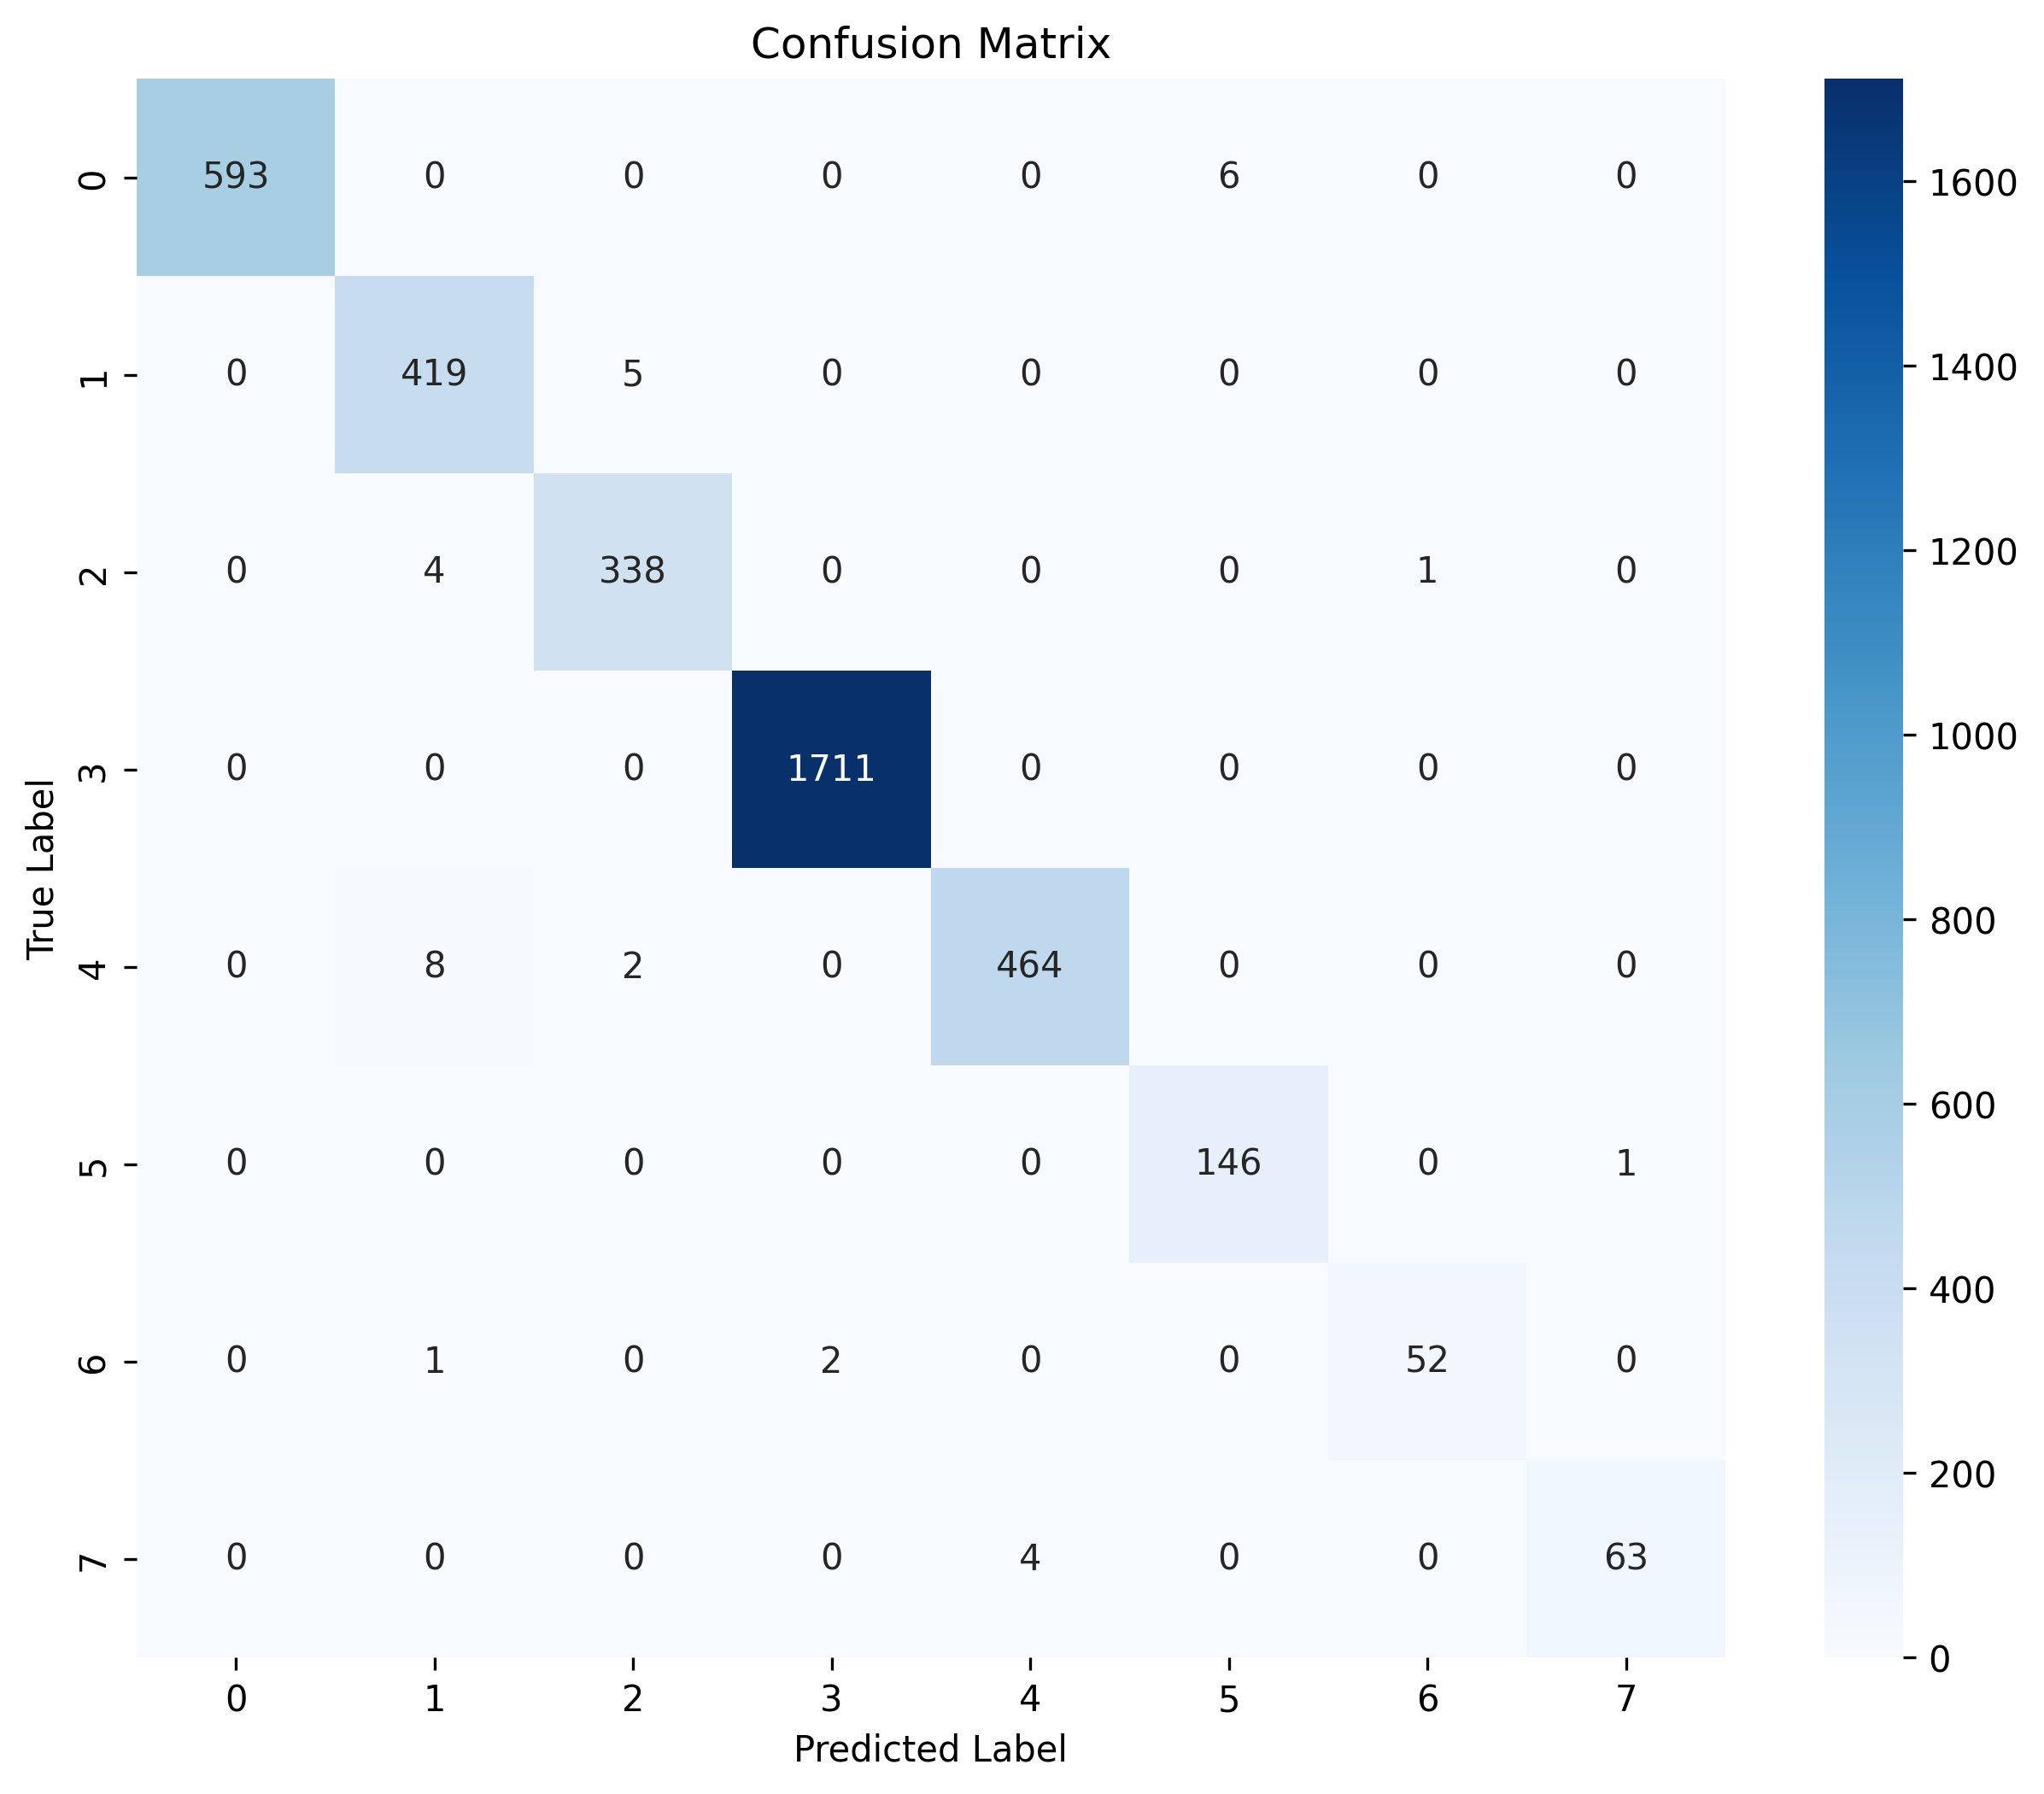 Confusion Matrix
0 593 0 0 0 0 6 0 0
1 0 419 5 0 0 0 0 0
2 0 4 338 0 0 0 1 0
3 0 0 0 1711 0 0 0 0
4 0 8 2 0 464 0 0 0
5 0 0 0 0 0 146 0 1
6 0 1 0 2 0 0 52 0
7 0 0 0 0 4 0 0 63
0 1 2 3 4 5 6 7
Predicted Label
True Label
1600
1400
1200
1000
800
600
400
200
0